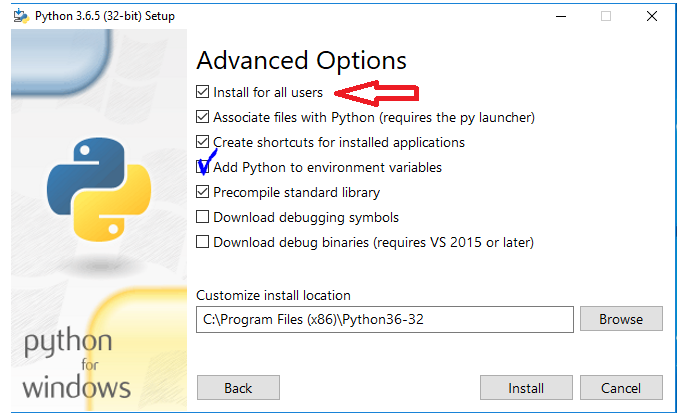 Python 3.6.5 (32-bit) Setup
Advanced Options
Install for all users
Associate files with Python (requires the py launcher)
Create shortcuts for installed applications
Add Python to environment variables
Precompile standard library
Download debugging symbols
Download debug binaries (requires VS 2015 or later)
Customize install location
C:\Program Files (x86)\Python36-32
Browse
python
for
windows
Back
Install
Cancel